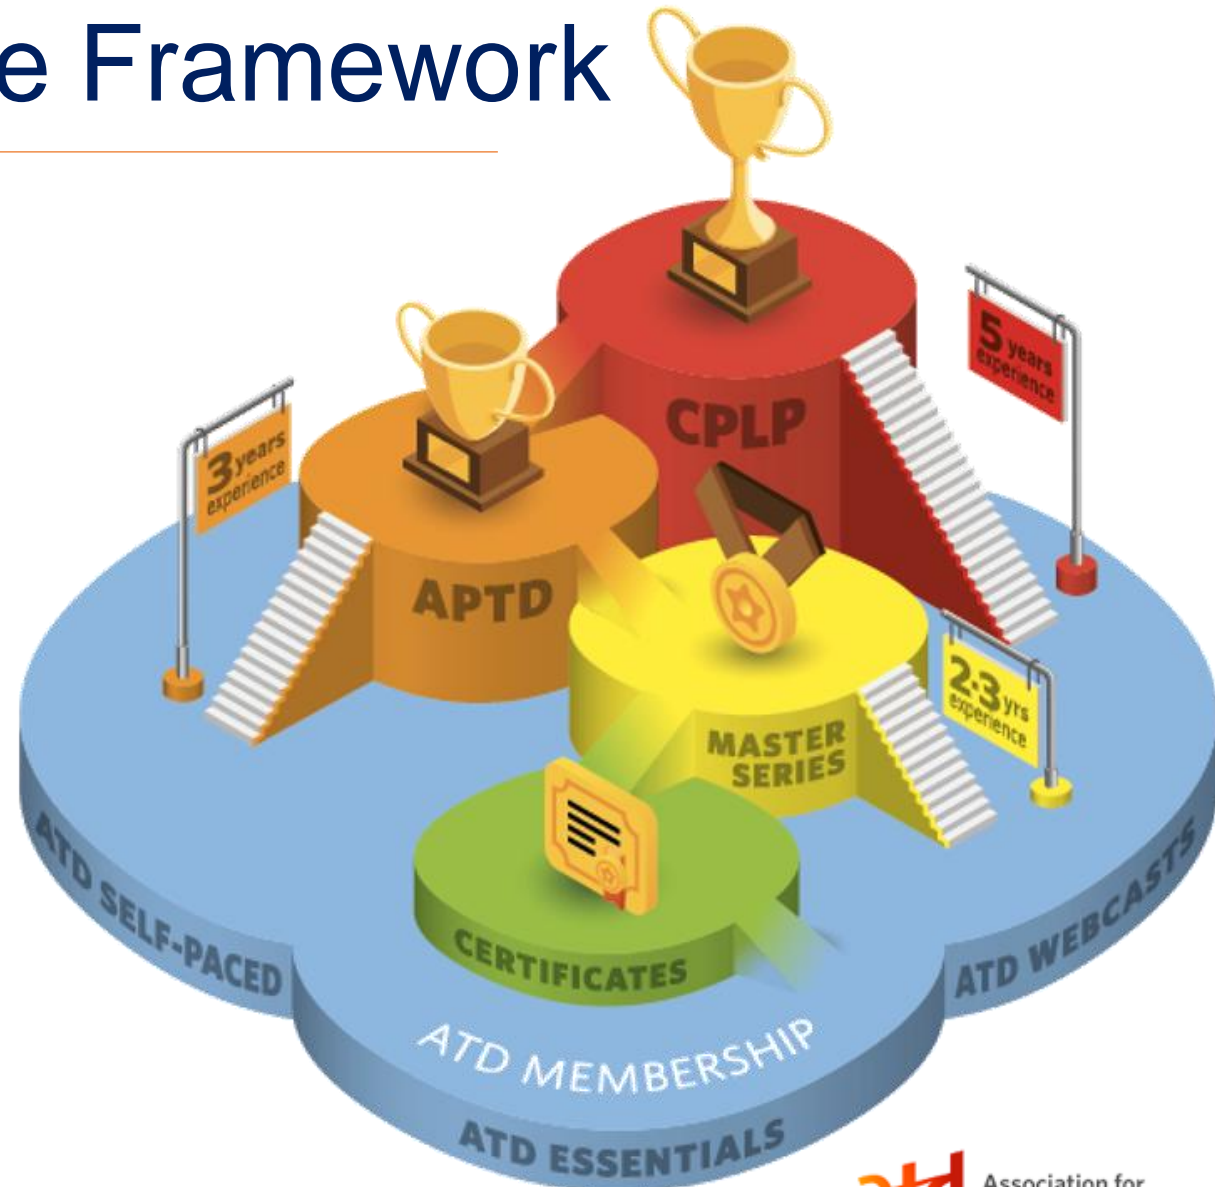 e Framework
5 years
experience
CPLP
3 years
experience
APTD
2-3 yrs
experience
MASTER
SERIES
CERTIFICATES
ATD SELF-PACED
ATD WEBCASTS
ATD MEMBERSHIP
ATD ESSENTIALS
atd
Association for